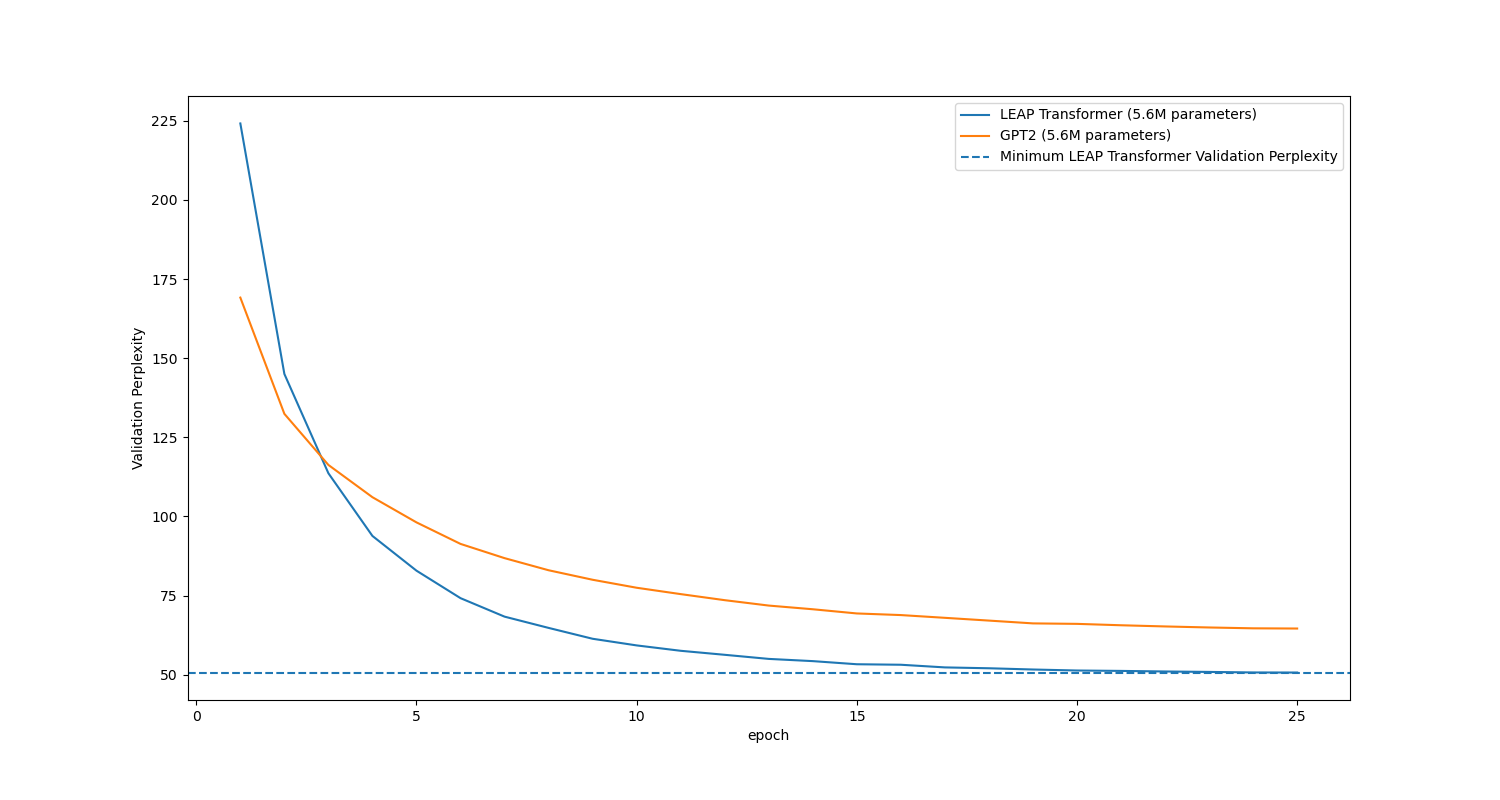 LEAP Transformer (5.6M parameters)
GPT2 (5.6M parameters)
Minimum LEAP Transformer Validation Perplexity
225
200
175
150
125
100
75
50
Validation Perplexity
0 5 10 15 20 25
epoch